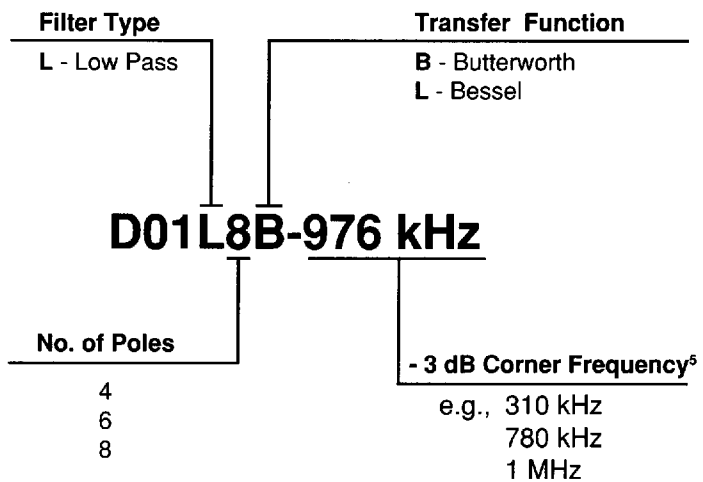 Filter Type
L - Low Pass
Transfer Function
B - Butterworth
L - Bessel
D01L8B-976 kHz
No. of Poles
4
6
8
- 3 dB Corner Frequency⁵
e.g., 310 kHz
780 kHz
1 MHz